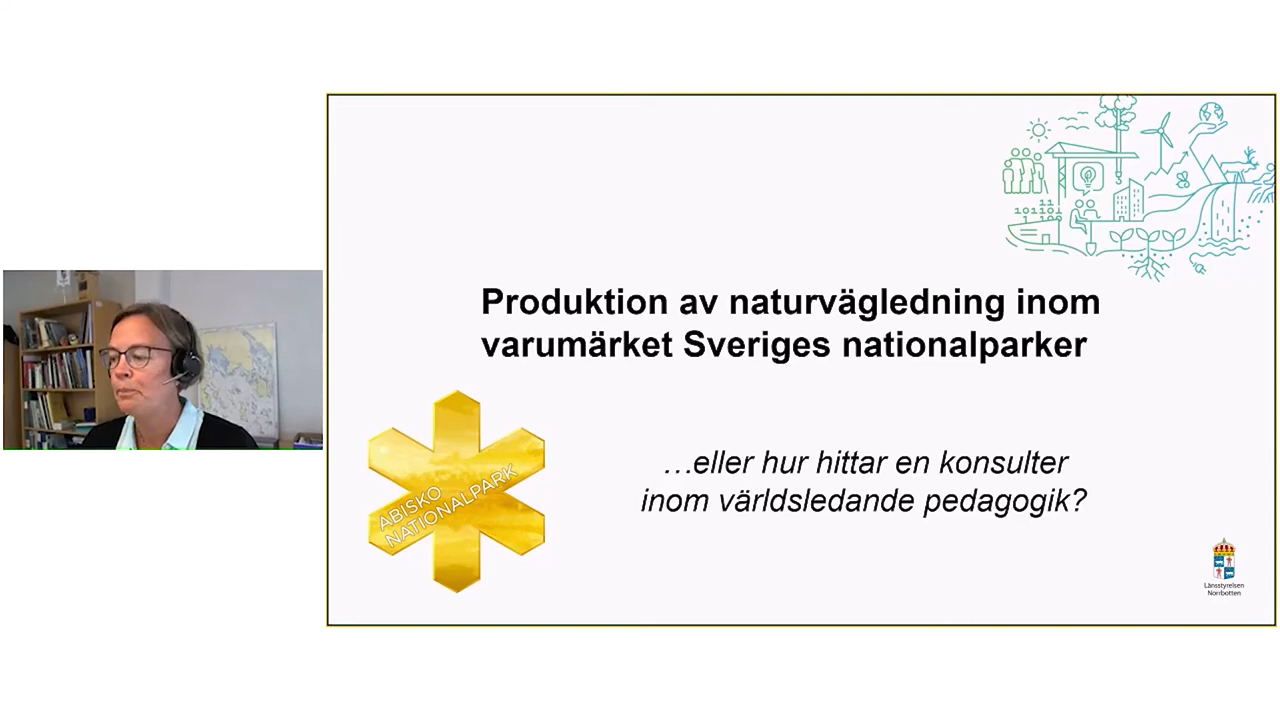 Produktion av naturvägledning inom
varumärket Sveriges nationalparker
ABISKO
NATIONALPARK
…eller hur hittar en konsulter
inom världsledande pedagogik?
Länsstyrelsen
Norrbotten